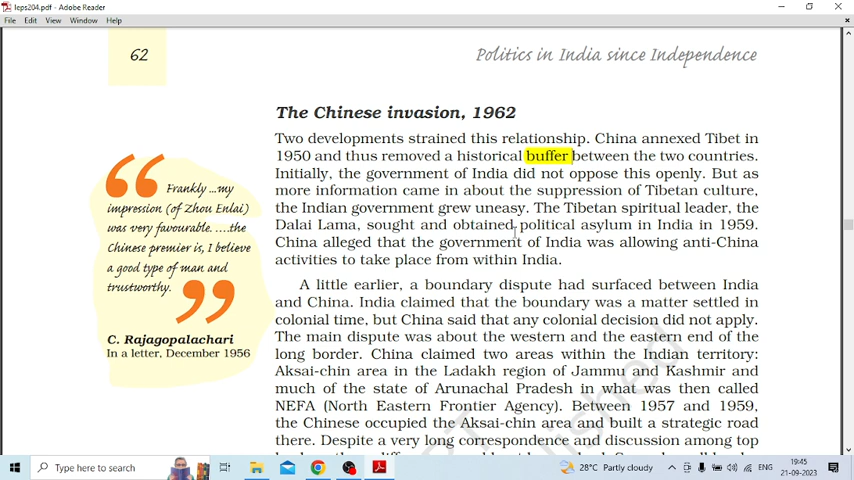 leps204.pdf - Adobe Reader
File Edit View Window Help
62
Politics in India since Independence
The Chinese invasion, 1962
Two developments strained this relationship. China annexed Tibet in
1950 and thus removed a historical buffer between the two countries.
Initially, the government of India did not oppose this openly. But as
more information came in about the suppression of Tibetan culture,
the Indian government grew uneasy. The Tibetan spiritual leader, the
Dalai Lama, sought and obtained political asylum in India in 1959.
China alleged that the government of India was allowing anti-China
activities to take place from within India.
A little earlier, a boundary dispute had surfaced between India
and China. India claimed that the boundary was a matter settled in
colonial time, but China said that any colonial decision did not apply.
The main dispute was about the western and the eastern end of the
long border. China claimed two areas within the Indian territory:
Aksai-chin area in the Ladakh region of Jammu and Kashmir and
much of the state of Arunachal Pradesh in what was then called
NEFA (North Eastern Frontier Agency). Between 1957 and 1959,
the Chinese occupied the Aksai-chin area and built a strategic road
there. Despite a very long correspondence and discussion among top
“
Frankly ...my
impression (of Zhou Enlai)
was very favourable. ....the
Chinese premier is, I believe
a good type of man and
trustworthy.
”
C. Rajagopalachari
In a letter, December 1956
Type here to search
28°C Partly cloudy
ENG
19:45
21-09-2023